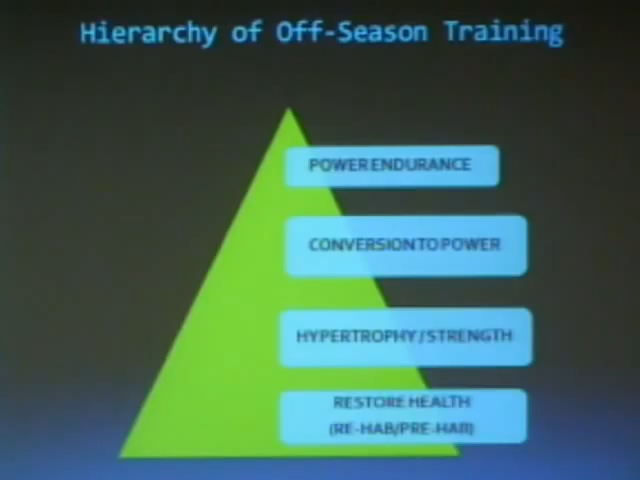 Hierarchy of Off-Season Training
POWER ENDURANCE
CONVERSION TO POWER
HYPERTROPHY / STRENGTH
RESTORE HEALTH
(RE-HAB/PRE-HAB)